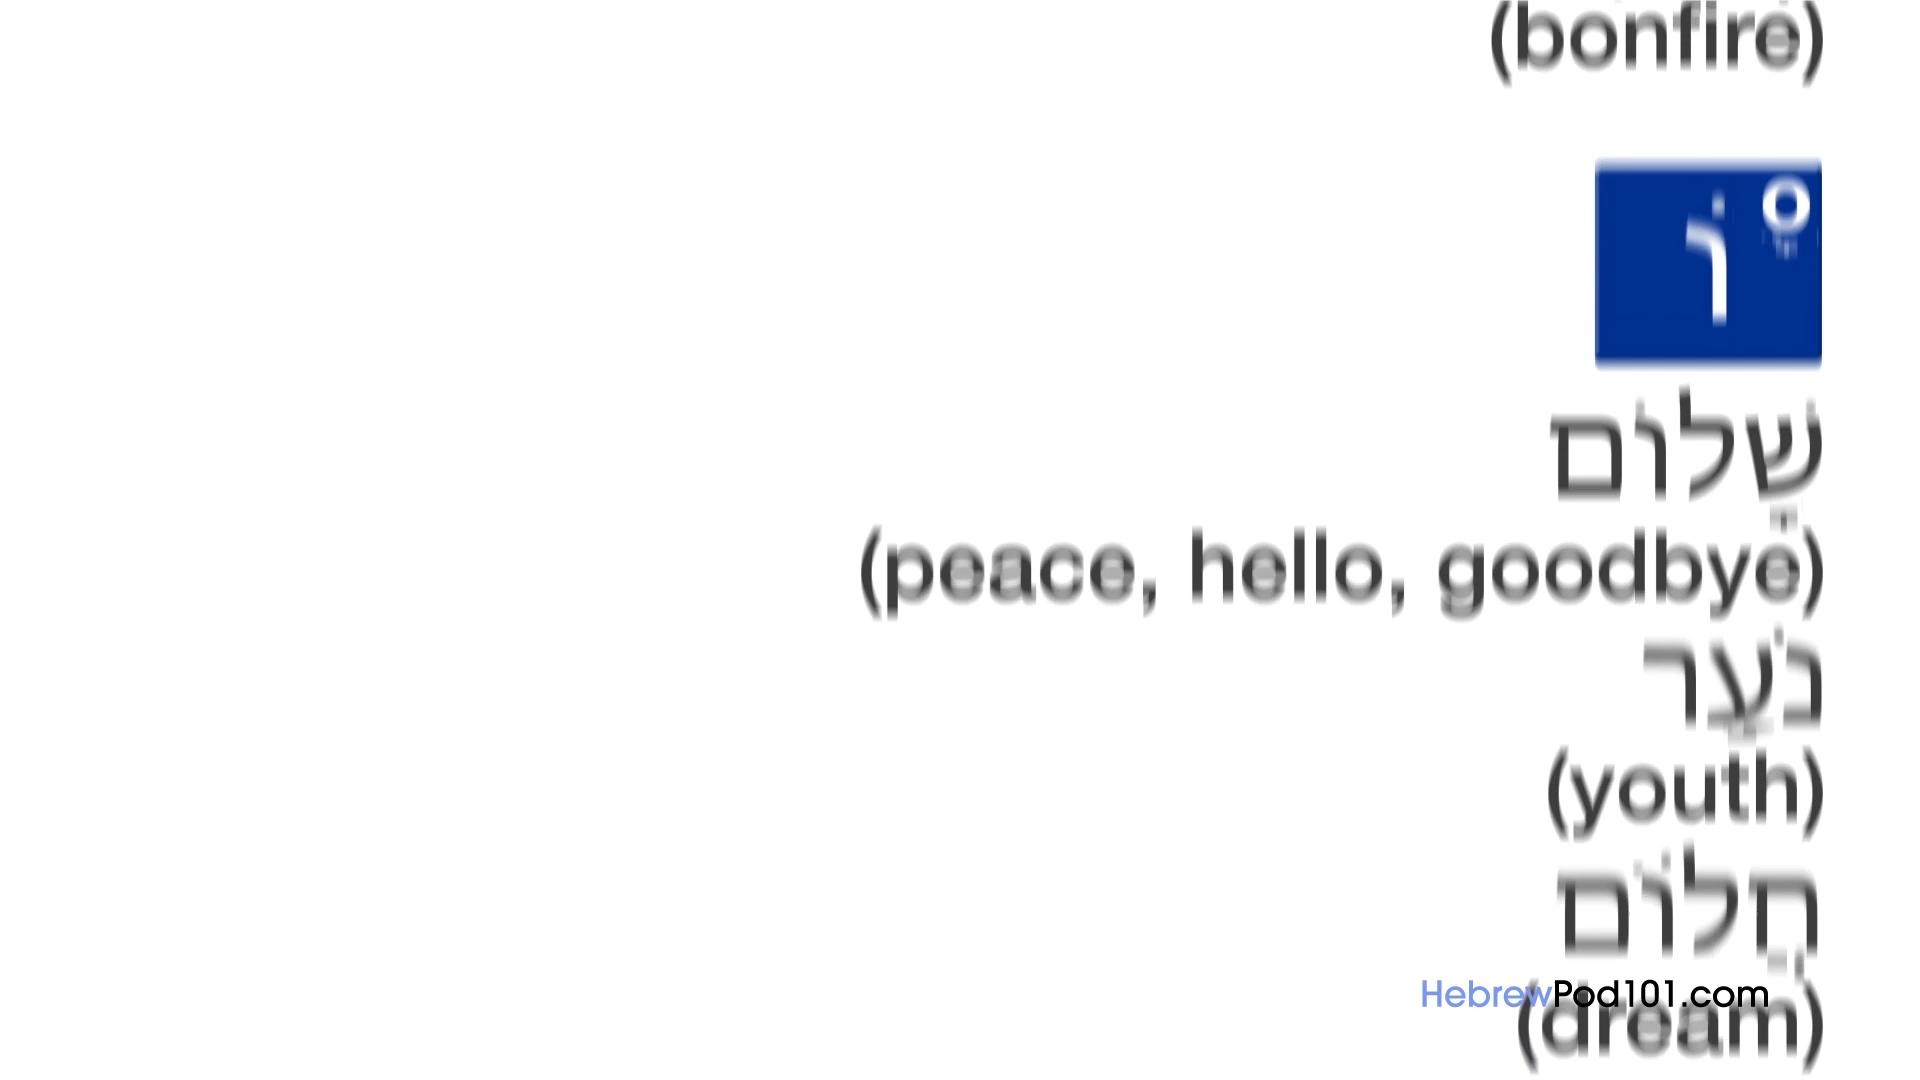 (bonfire)
וֹ o
שָׁלוֹם
(peace, hello, goodbye)
נֹעַר
(youth)
חֲלוֹם
HebrewPod101.com
(dream)